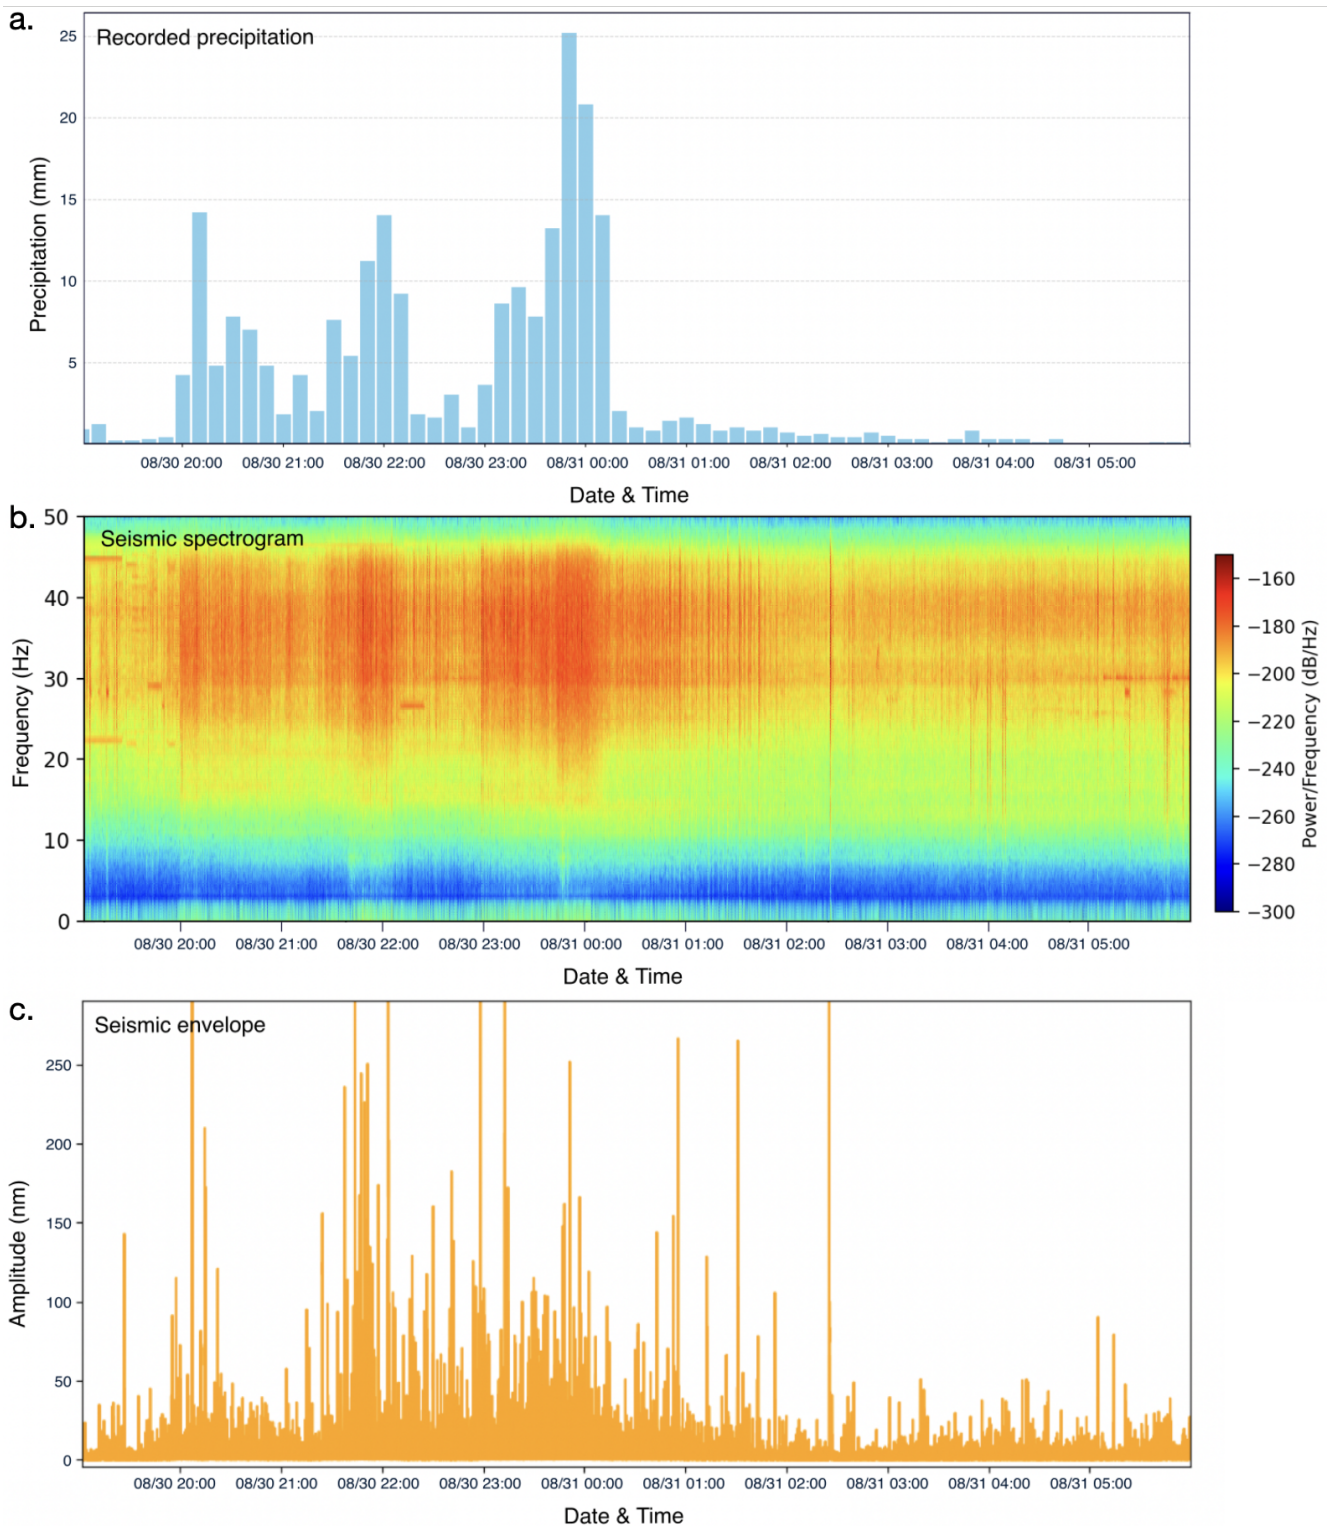 a.
Recorded precipitation
25
20
15
10
5
Precipitation (mm)
08/30 20:00 08/30 21:00 08/30 22:00 08/30 23:00 08/31 00:00 08/31 01:00 08/31 02:00 08/31 03:00 08/31 04:00 08/31 05:00
Date & Time
b.
Seismic spectrogram
50
40
30
20
10
0
Frequency (Hz)
08/30 20:00 08/30 21:00 08/30 22:00 08/30 23:00 08/31 00:00 08/31 01:00 08/31 02:00 08/31 03:00 08/31 04:00 08/31 05:00
Date & Time
−160
−180
−200
−220
−240
−260
−280
−300
Power/Frequency (dB/Hz)
c.
Seismic envelope
250
200
150
100
50
0
Amplitude (nm)
08/30 20:00 08/30 21:00 08/30 22:00 08/30 23:00 08/31 00:00 08/31 01:00 08/31 02:00 08/31 03:00 08/31 04:00 08/31 05:00
Date & Time